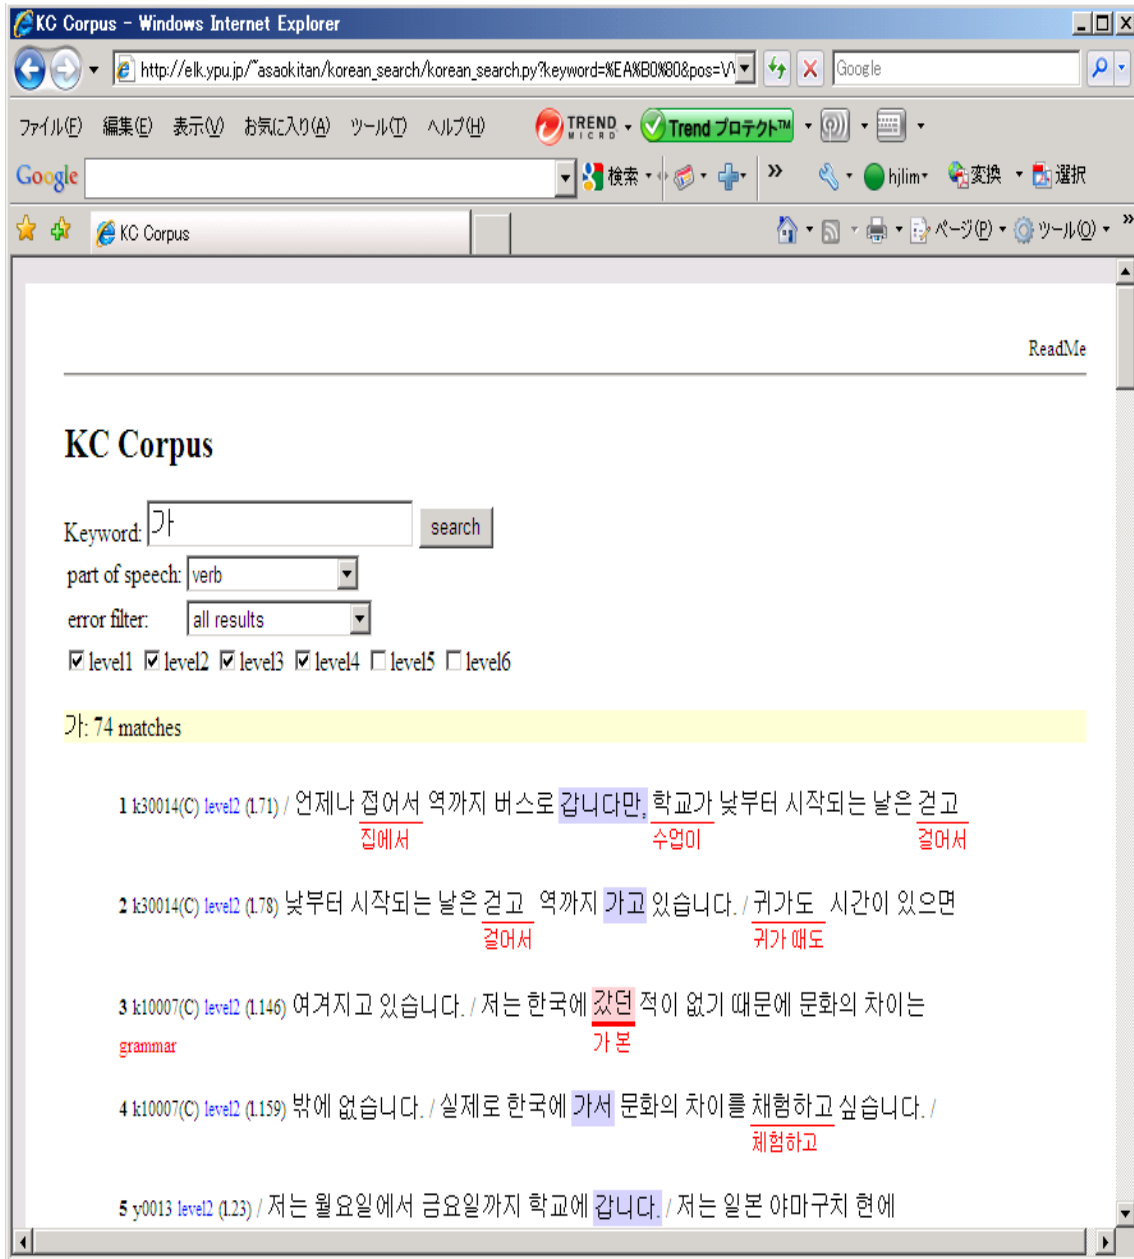 KC Corpus - Windows Internet Explorer
http://elk.ypu.jp/~asaokitan/korean_search/korean_search.py?keyword=%EA%B0%80&pos=V
Google
ファイル(F) 編集(E) 表示(V) お気に入り(A) ツール(T) ヘルプ(H) TREND MICRO Trend プロテクト™
Google 検索 » hjlim 変換 選択
KC Corpus ページ(P) ツール(O) »
ReadMe
KC Corpus
Keyword: 가 search
part of speech: verb
error filter: all results
level1 level2 level3 level4 level5 level6
가: 74 matches
1 k30014(C) level2 (l.71) / 언제나 접어서 역까지 버스로 갑니다만, 학교가 낮부터 시작되는 날은 걷고
집에서 수업이 걸어서
2 k30014(C) level2 (l.78) 낮부터 시작되는 날은 걷고 역까지 가고 있습니다. / 귀가도 시간이 있으면
걸어서 귀가 때도
3 k10007(C) level2 (l.146) 여겨지고 있습니다. / 저는 한국에 갔던 적이 없기 때문에 문화의 차이는
grammar 가 본
4 k10007(C) level2 (l.159) 밖에 없습니다. / 실제로 한국에 가서 문화의 차이를 채험하고 싶습니다. /
체험하고
5 y0013 level2 (l.23) / 저는 월요일에서 금요일까지 학교에 갑니다. / 저는 일본 야마구치 현에